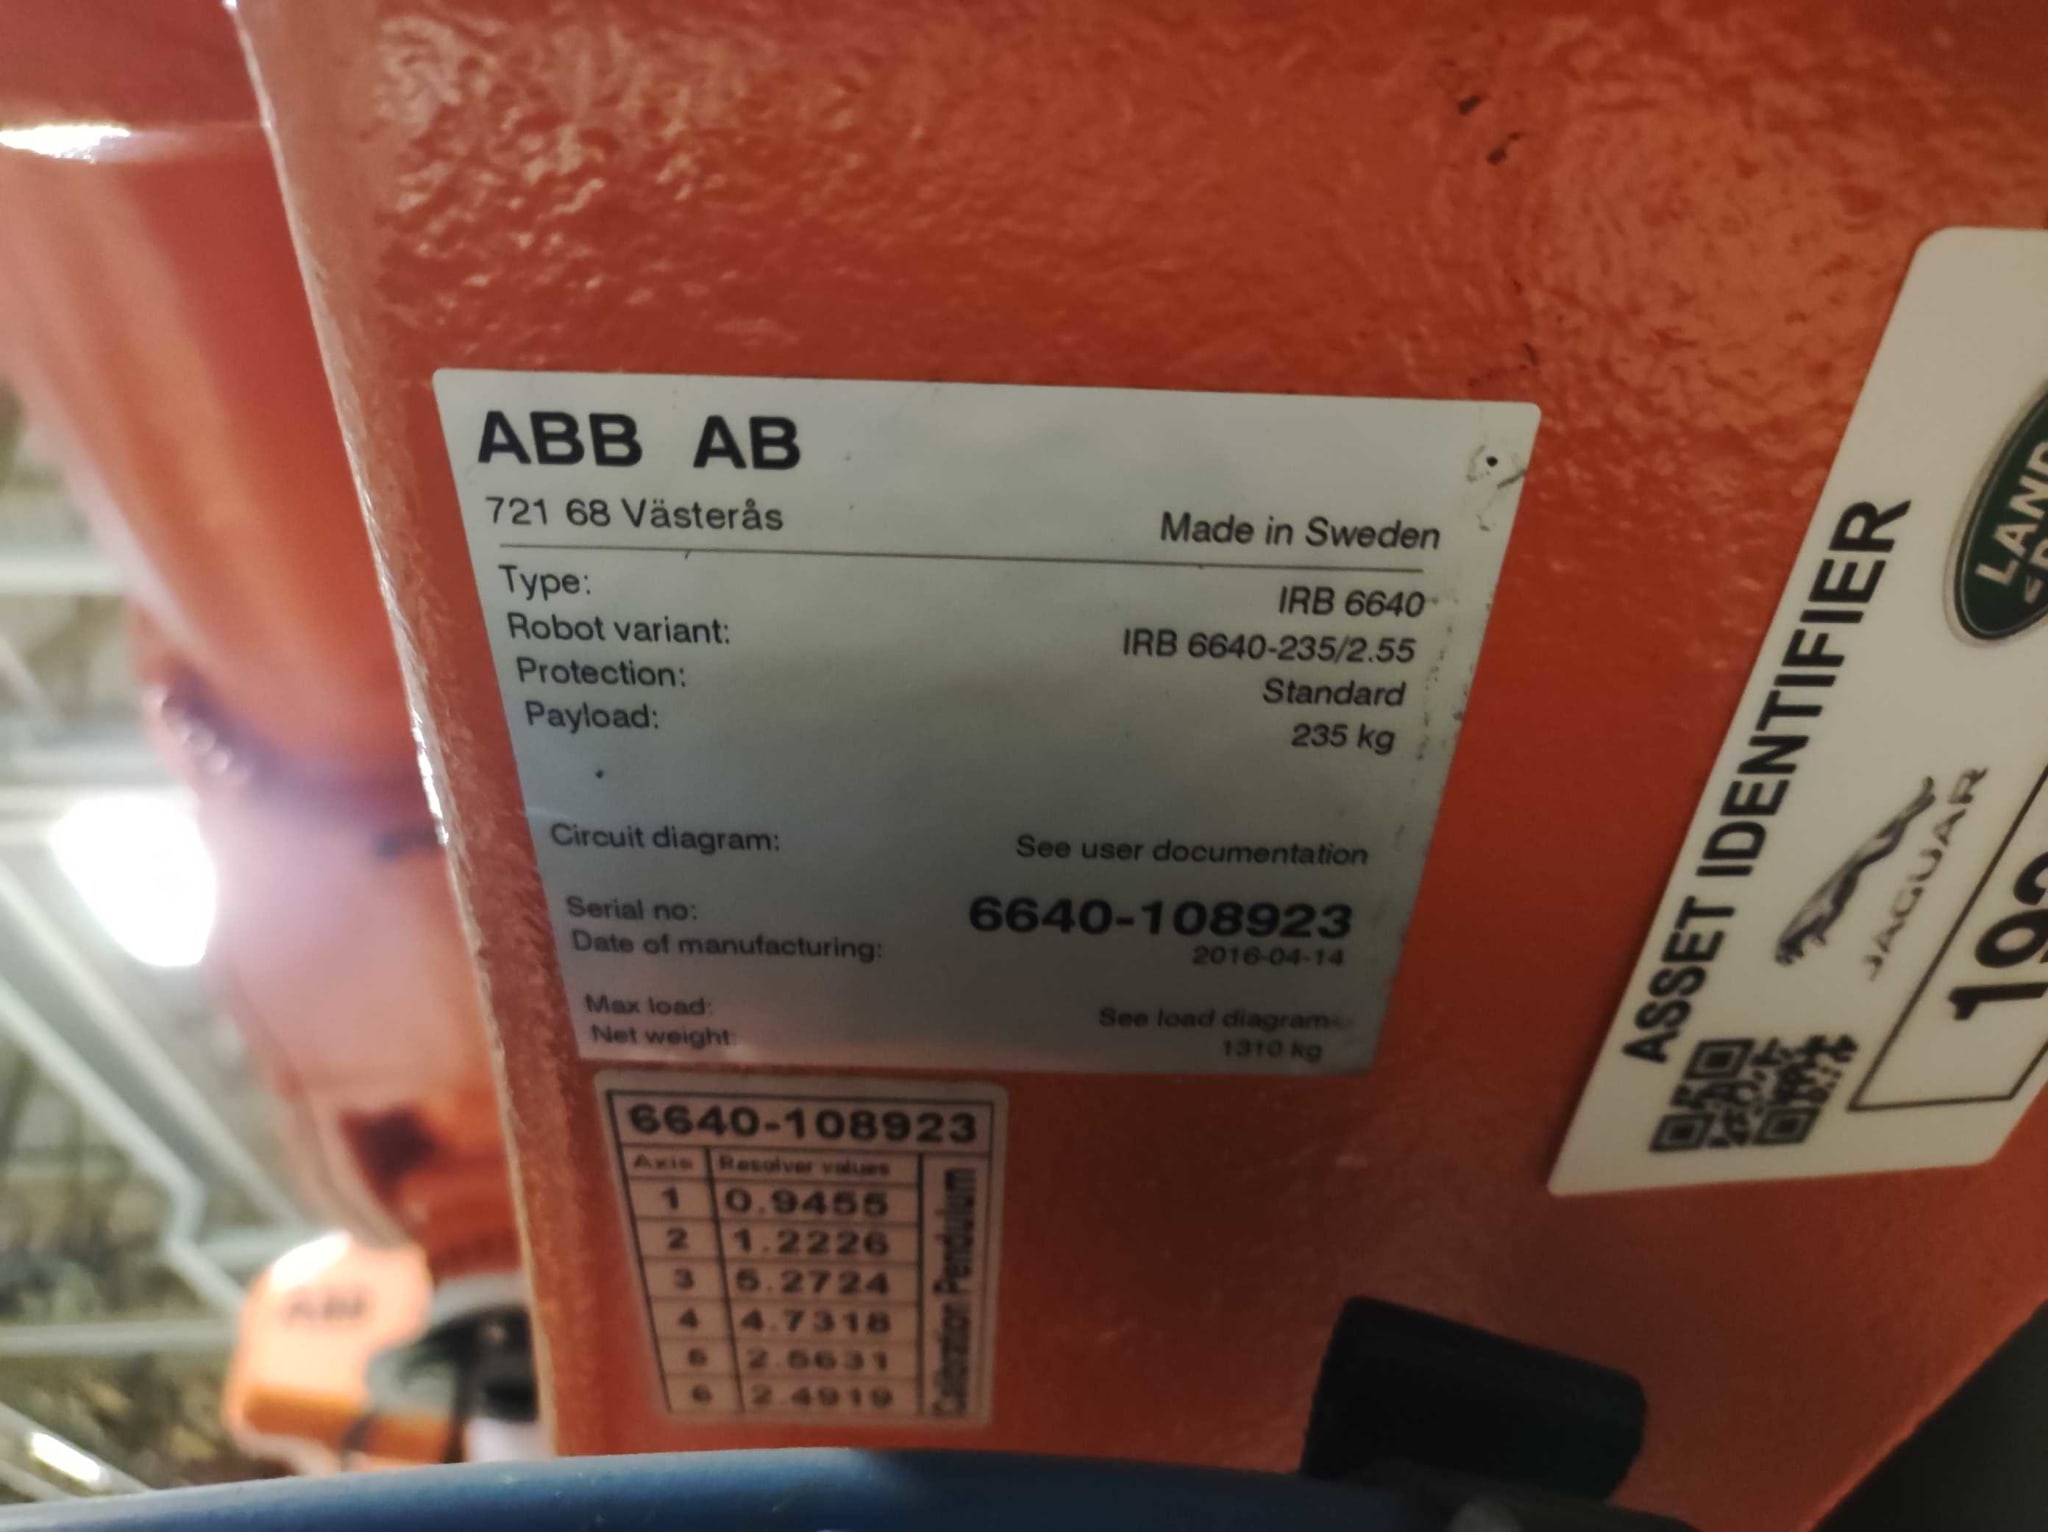 ABB AB
721 68 Västerås Made in Sweden
Type: IRB 6640
Robot variant: IRB 6640-235/2.55
Protection: Standard
Payload: 235 kg
Circuit diagram: See user documentation
Serial no: 6640-108923
Date of manufacturing: 2016-04-14
Max load: See load diagram
Net weight: 1310 kg
6640-108923
Axis Resolver values
1 0.9455
2 1.2226
3 5.2724
4 4.7318
5 2.5631
6 2.4919
Calibration Pendulum
ASSET IDENTIFIER
JAGUAR
LAND
ABB